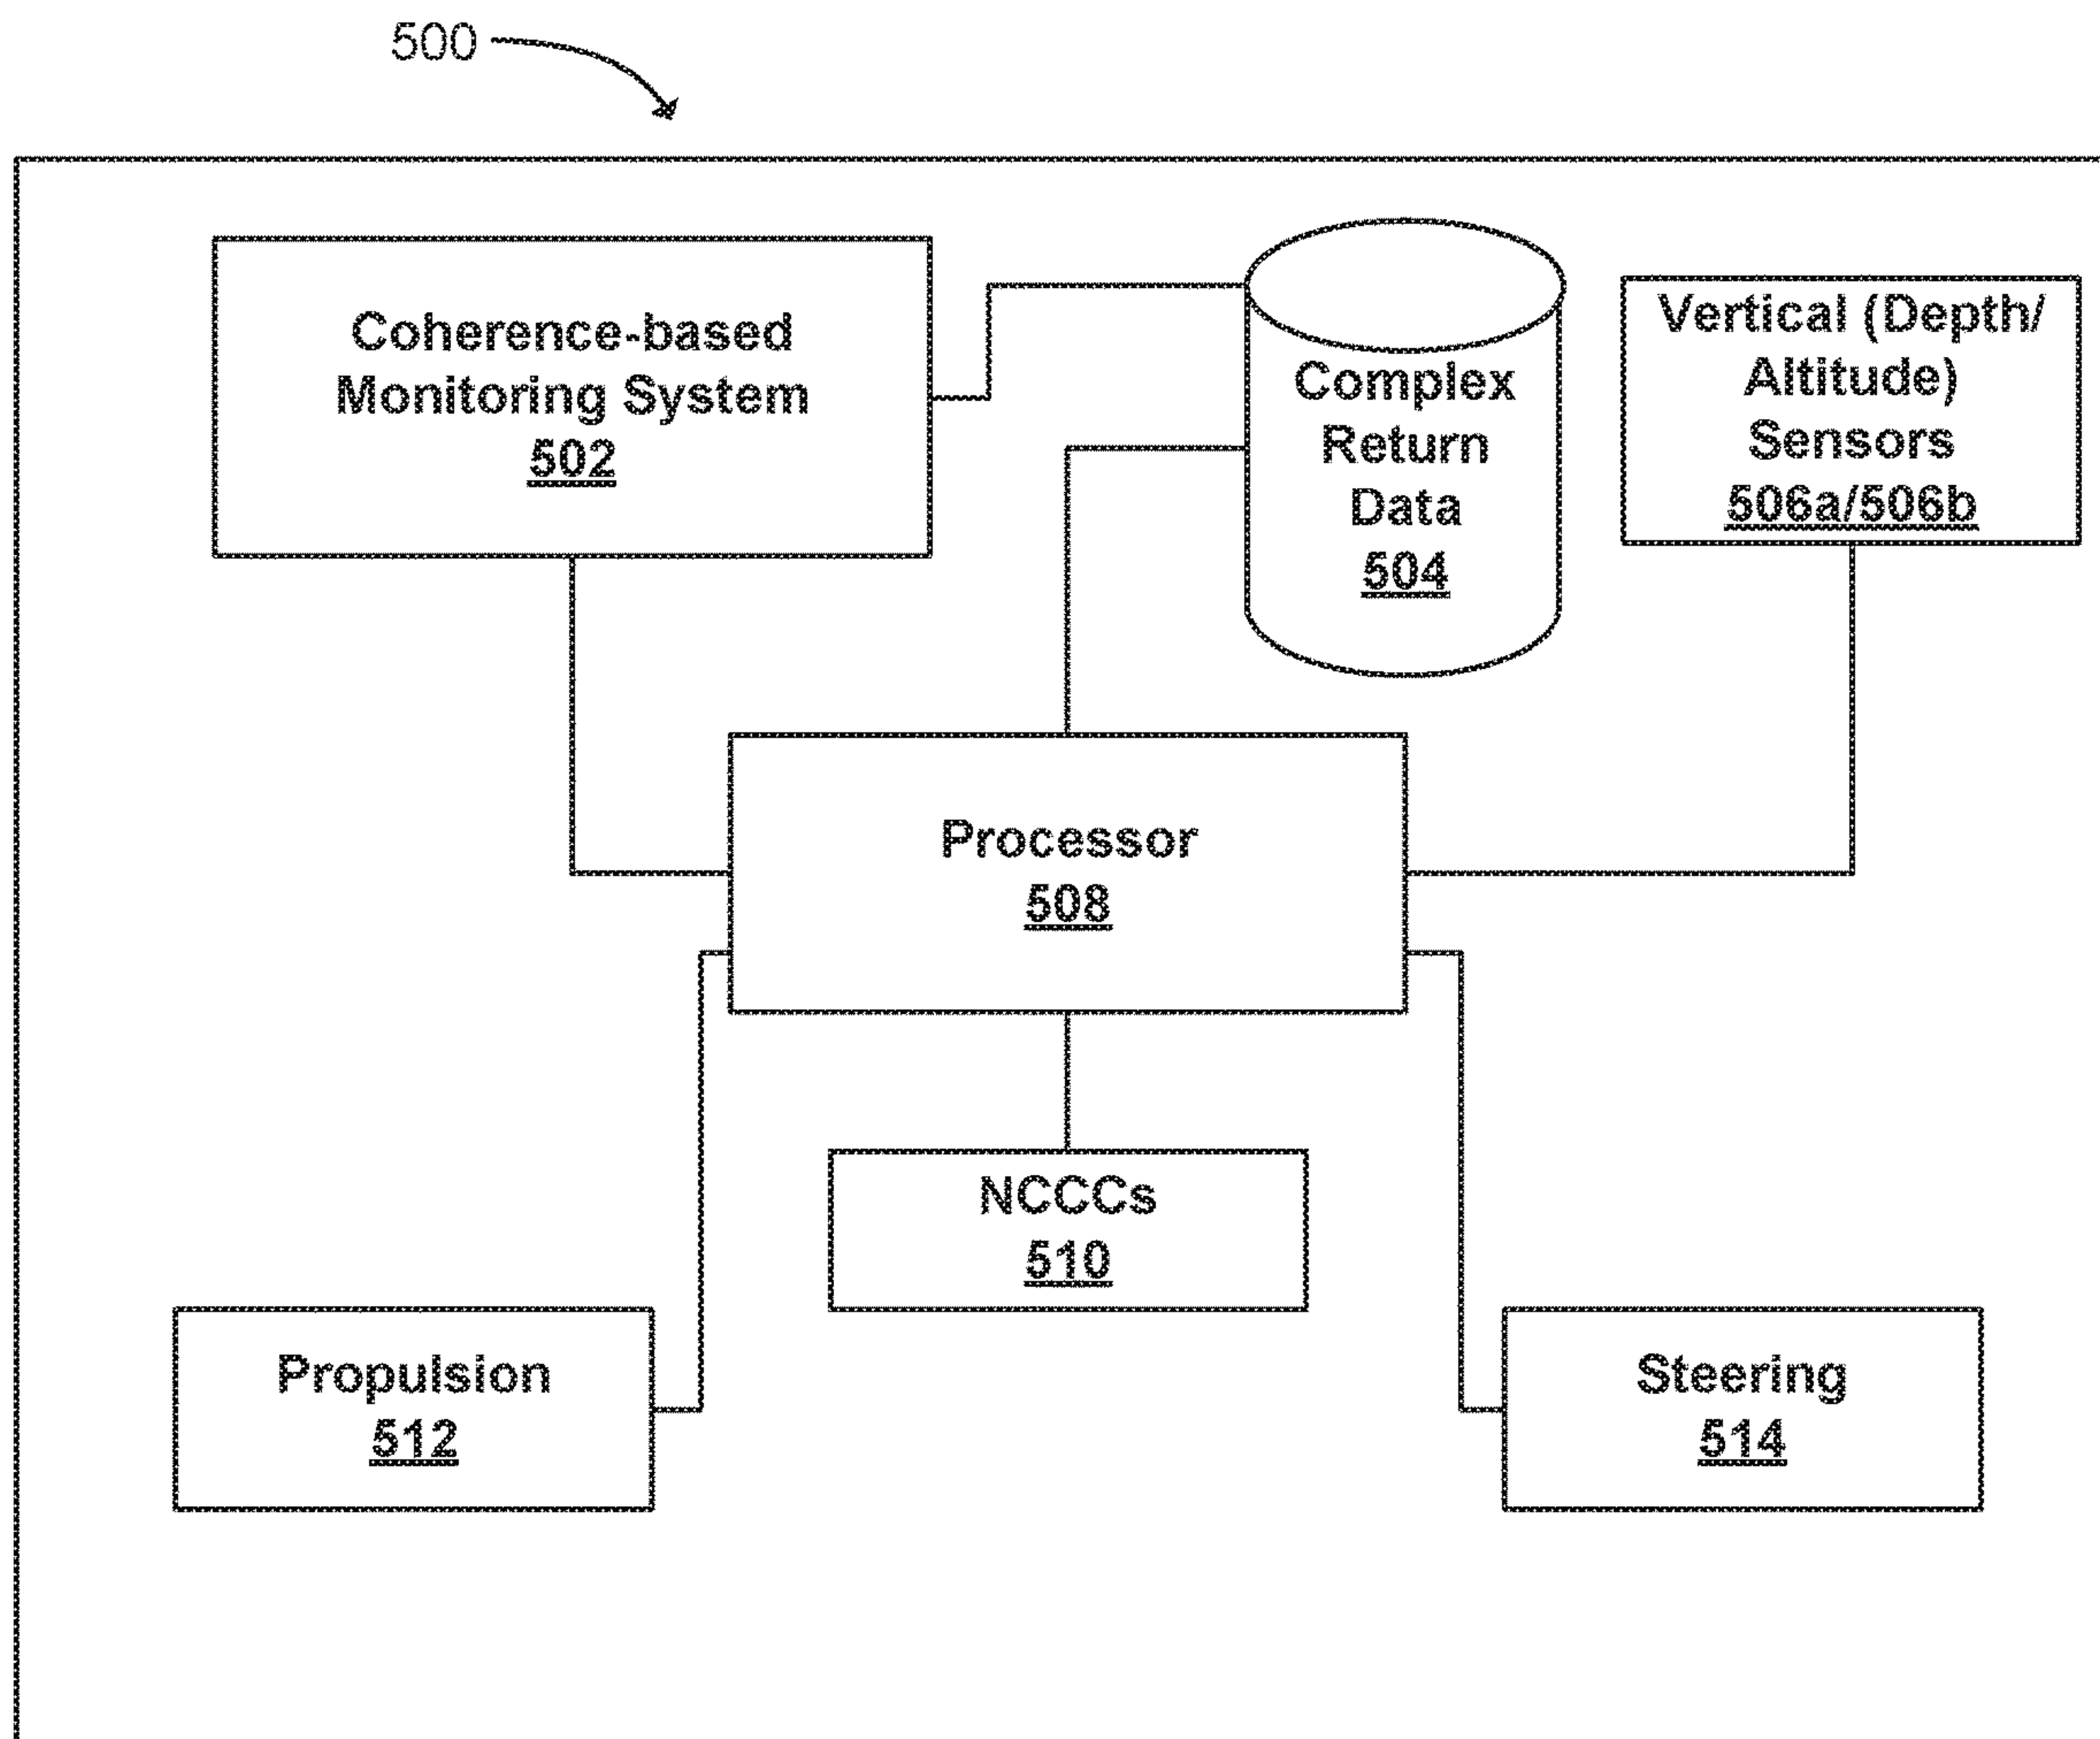 500
Coherence-based
Monitoring System
502
Complex
Return
Data
504
Vertical (Depth/
Altitude)
Sensors
506a/506b
Processor
508
NCCCs
510
Propulsion
512
Steering
514